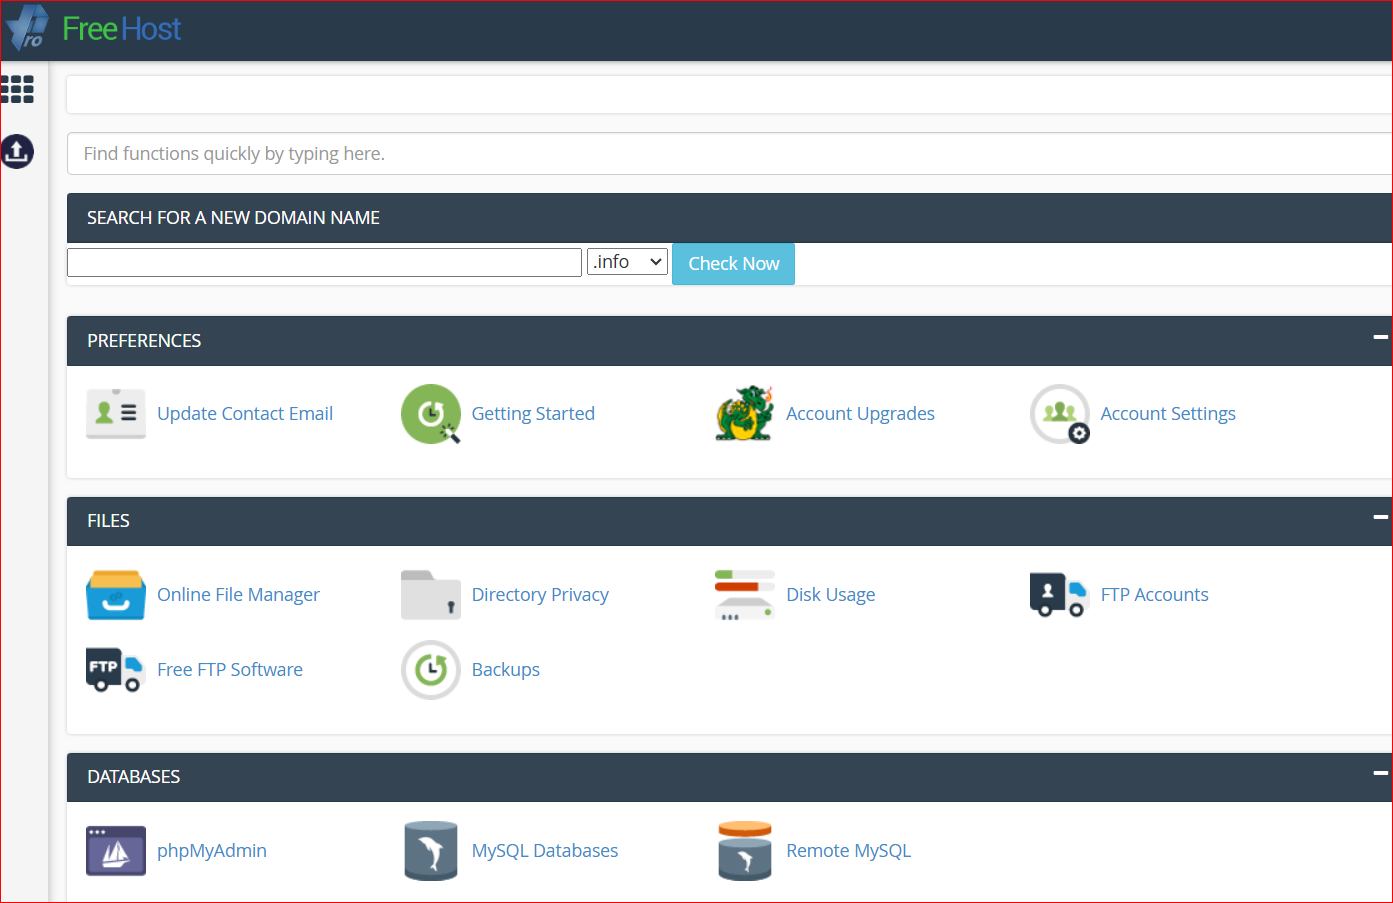 ro FreeHost
Find functions quickly by typing here.
SEARCH FOR A NEW DOMAIN NAME
.info Check Now
PREFERENCES
Update Contact Email Getting Started Account Upgrades Account Settings
FILES
Online File Manager Directory Privacy Disk Usage FTP Accounts
FTP Free FTP Software Backups
DATABASES
phpMyAdmin MySQL Databases Remote MySQL